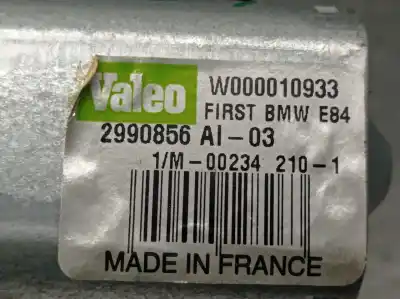 Valeo
W000010933
FIRST BMW E84
2990856 AI-03
1/M-00234 210-1
MADE IN FRANCE